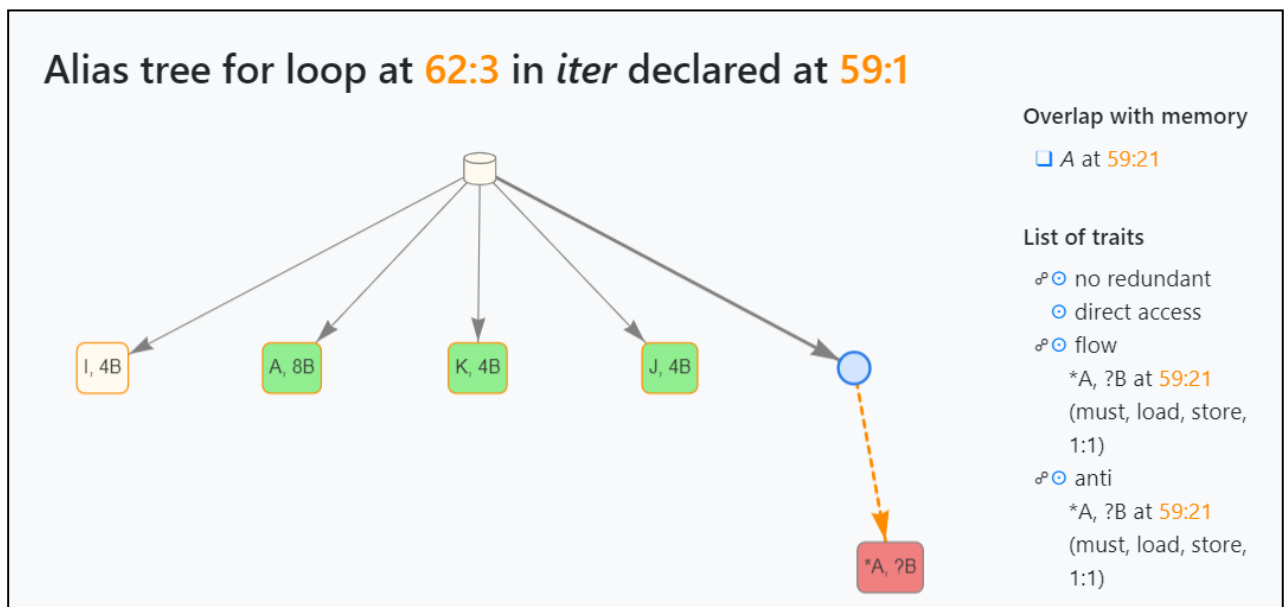 Alias tree for loop at 62:3 in iter declared at 59:1
I, 4B
A, 8B
K, 4B
J, 4B
*A, ?B
Overlap with memory
A at 59:21
List of traits
no redundant
direct access
flow
*A, ?B at 59:21
(must, load, store,
1:1)
anti
*A, ?B at 59:21
(must, load, store,
1:1)